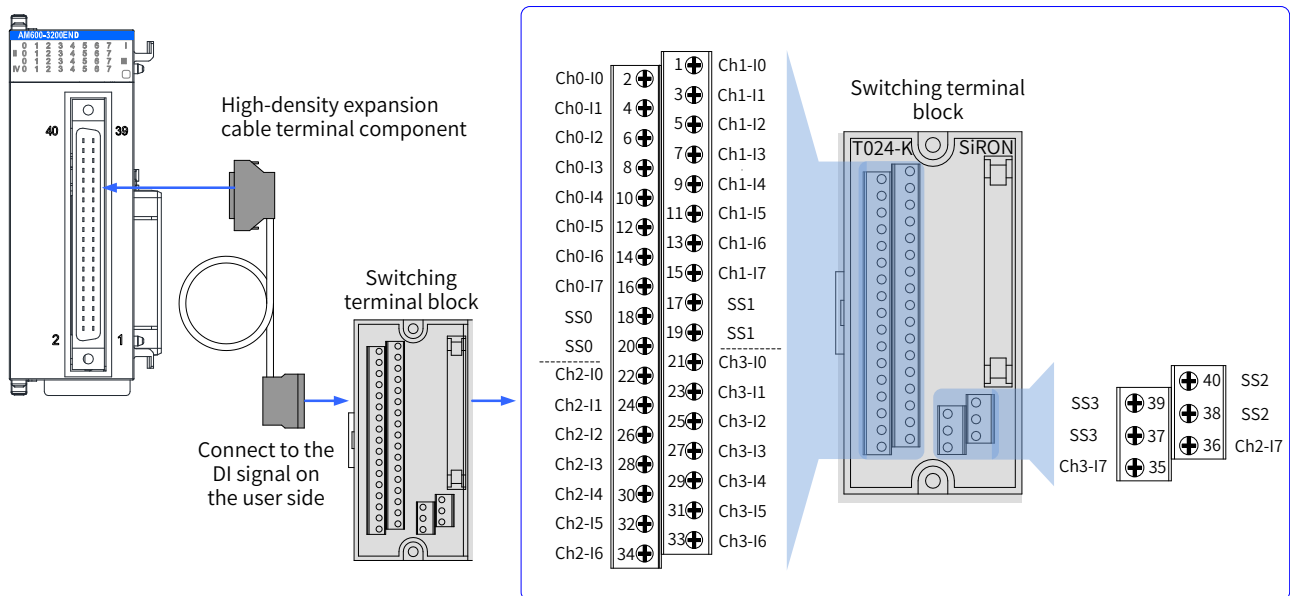 AM600-3200END
0 1 2 3 4 5 6 7 I
II 0 1 2 3 4 5 6 7
0 1 2 3 4 5 6 7 III
IV 0 1 2 3 4 5 6 7
40 39
2 1
High-density expansion
cable terminal component
Connect to the
DI signal on
the user side
Switching
terminal block
1 Ch1-I0
Ch0-I0 2
3 Ch1-I1
Ch0-I1 4
5 Ch1-I2
Ch0-I2 6
7 Ch1-I3
Ch0-I3 8
9 Ch1-I4
Ch0-I4 10
11 Ch1-I5
Ch0-I5 12
13 Ch1-I6
Ch0-I6 14
15 Ch1-I7
Ch0-I7 16
17 SS1
SS0 18
19 SS1
SS0 20
21 Ch3-I0
Ch2-I0 22
23 Ch3-I1
Ch2-I1 24
25 Ch3-I2
Ch2-I2 26
27 Ch3-I3
Ch2-I3 28
29 Ch3-I4
Ch2-I4 30
31 Ch3-I5
Ch2-I5 32
33 Ch3-I6
Ch2-I6 34
Switching terminal
block
T024-K SiRON
40 SS2
SS3 39
38 SS2
SS3 37
36 Ch2-I7
Ch3-I7 35